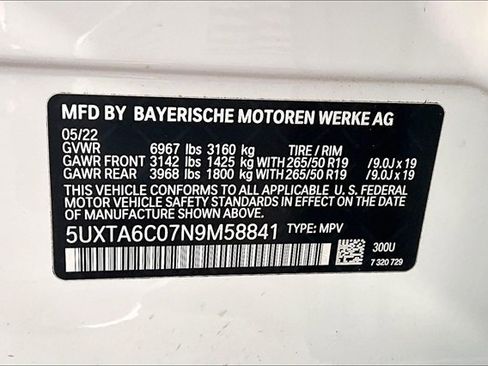 MFD BY BAYERISCHE MOTOREN WERKE AG
05/22
GVWR 6967 lbs 3160 kg TIRE / RIM
GAWR FRONT 3142 lbs 1425 kg WITH 265/50 R19 /9.0J x 19
GAWR REAR 3968 lbs 1800 kg WITH 265/50 R19 /9.0J x 19
THIS VEHICLE CONFORMS TO ALL APPLICABLE U. S. FEDERAL
MOTOR VEHICLE SAFETY STANDARDS IN EFFECT ON THE
DATE OF MANUFACTURE SHOWN ABOVE.
5UXTA6C07N9M58841 TYPE: MPV
300U
7 320 729